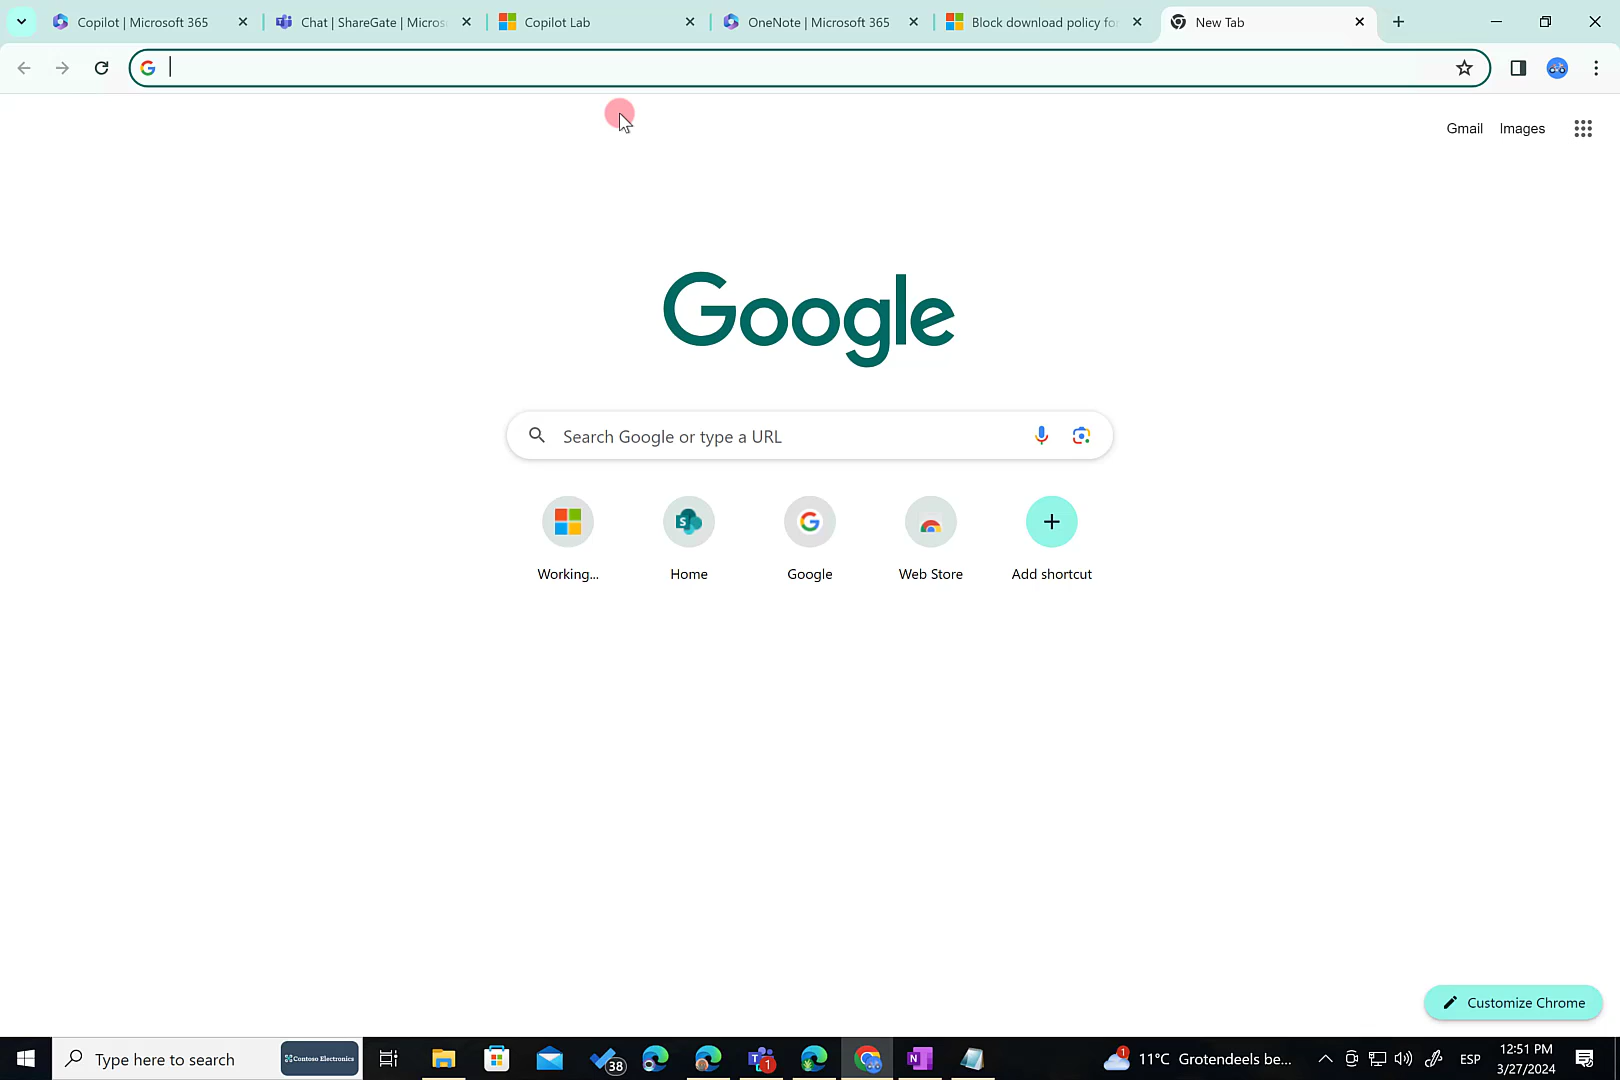 Copilot | Microsoft 365
Chat | ShareGate | Micros
Copilot Lab
OneNote | Microsoft 365
Block download policy fo
New Tab
Gmail
Images
Google
Search Google or type a URL
Working...
Home
Google
Web Store
Add shortcut
Customize Chrome
Type here to search
Contoso Electronics
38
1
1
11°C Grotendeels be...
ESP
12:51 PM
3/27/2024